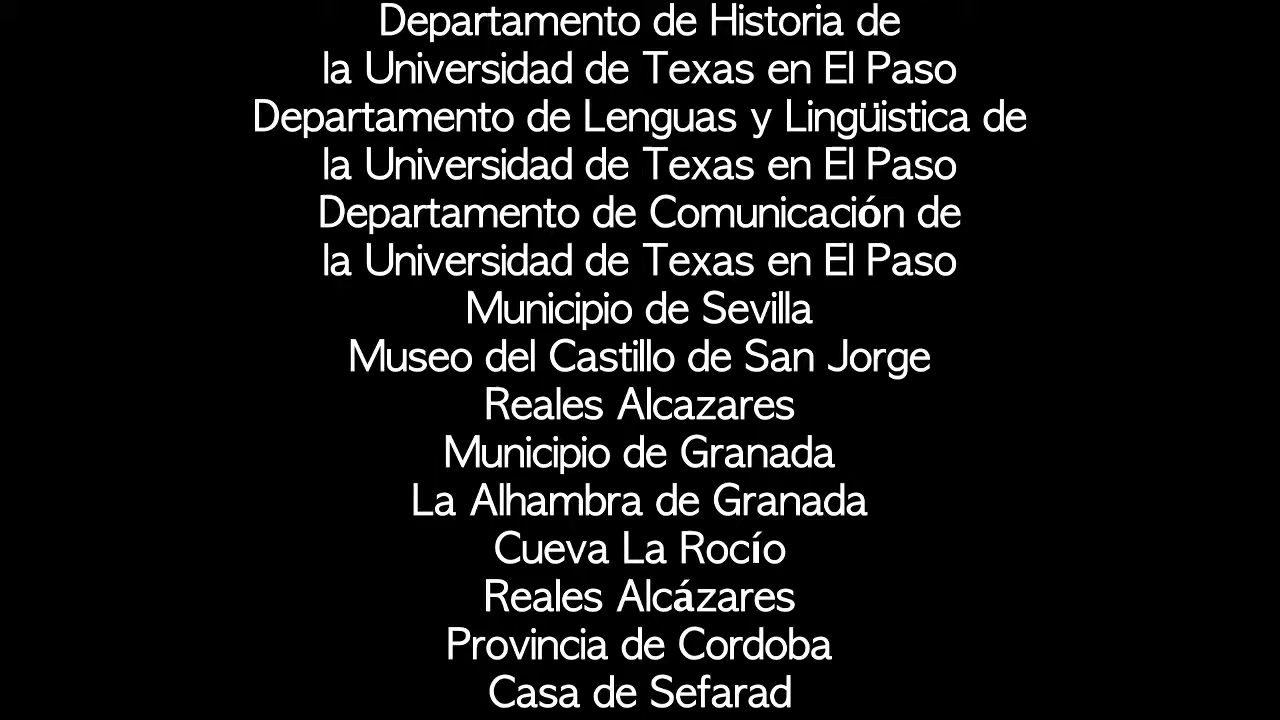 Departamento de Historia de
la Universidad de Texas en El Paso
Departamento de Lenguas y Lingüistica de
la Universidad de Texas en El Paso
Departamento de Comunicación de
la Universidad de Texas en El Paso
Municipio de Sevilla
Museo del Castillo de San Jorge
Reales Alcazares
Municipio de Granada
La Alhambra de Granada
Cueva La Rocío
Reales Alcázares
Provincia de Cordoba
Casa de Sefarad